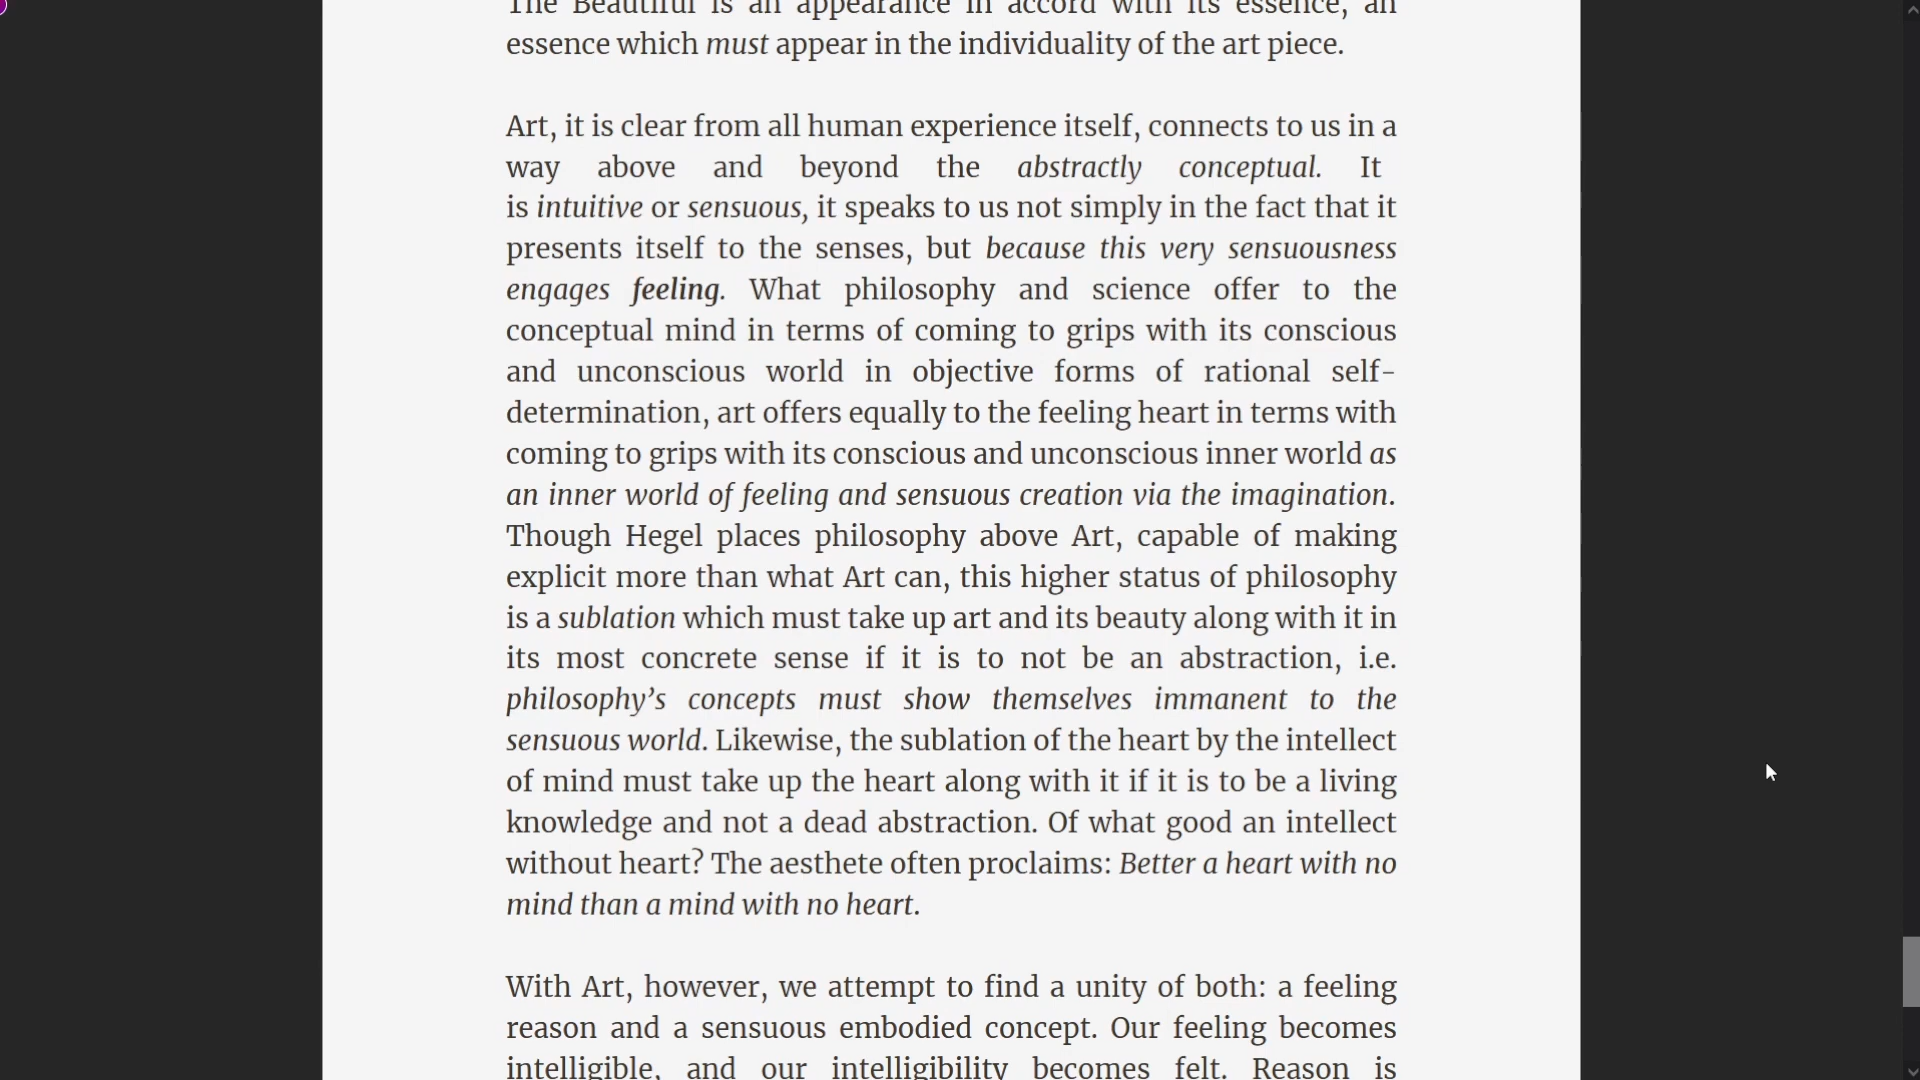 The Beautiful is an appearance in accord with its essence, an
essence which must appear in the individuality of the art piece.
Art, it is clear from all human experience itself, connects to us in a
way above and beyond the abstractly conceptual. It
is intuitive or sensuous, it speaks to us not simply in the fact that it
presents itself to the senses, but because this very sensuousness
engages feeling. What philosophy and science offer to the
conceptual mind in terms of coming to grips with its conscious
and unconscious world in objective forms of rational self-
determination, art offers equally to the feeling heart in terms with
coming to grips with its conscious and unconscious inner world as
an inner world of feeling and sensuous creation via the imagination.
Though Hegel places philosophy above Art, capable of making
explicit more than what Art can, this higher status of philosophy
is a sublation which must take up art and its beauty along with it in
its most concrete sense if it is to not be an abstraction, i.e.
philosophy’s concepts must show themselves immanent to the
sensuous world. Likewise, the sublation of the heart by the intellect
of mind must take up the heart along with it if it is to be a living
knowledge and not a dead abstraction. Of what good an intellect
without heart? The aesthete often proclaims: Better a heart with no
mind than a mind with no heart.
With Art, however, we attempt to find a unity of both: a feeling
reason and a sensuous embodied concept. Our feeling becomes
intelligible, and our intelligibility becomes felt. Reason is